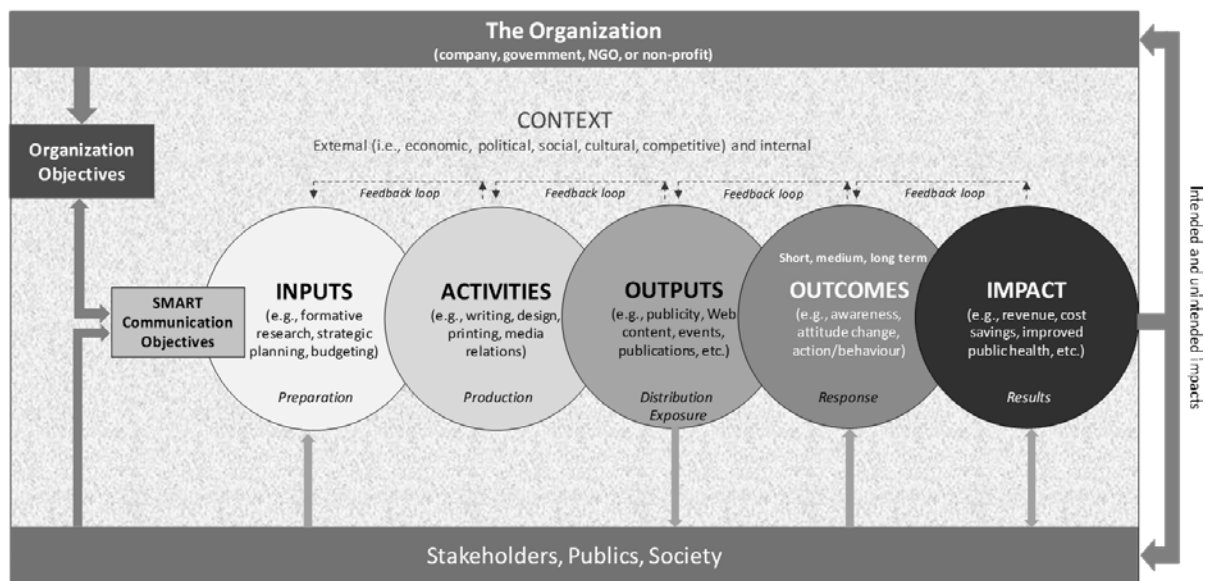 The Organization
(company, government, NGO, or non-profit)
Organization
Objectives
CONTEXT
External (i.e., economic, political, social, cultural, competitive) and internal
Feedback loop
Feedback loop
Feedback loop
Feedback loop
SMART
Communication
Objectives
INPUTS
(e.g., formative
research, strategic
planning, budgeting)
Preparation
ACTIVITIES
(e.g., writing, design,
printing, media
relations)
Production
OUTPUTS
(e.g., publicity, Web
content, events,
publications, etc.)
Distribution
Exposure
Short, medium, long term
OUTCOMES
(e.g., awareness,
attitude change,
action/behaviour)
Response
IMPACT
(e.g., revenue, cost
savings, improved
public health, etc.)
Results
Intended and unintended impacts
Stakeholders, Publics, Society